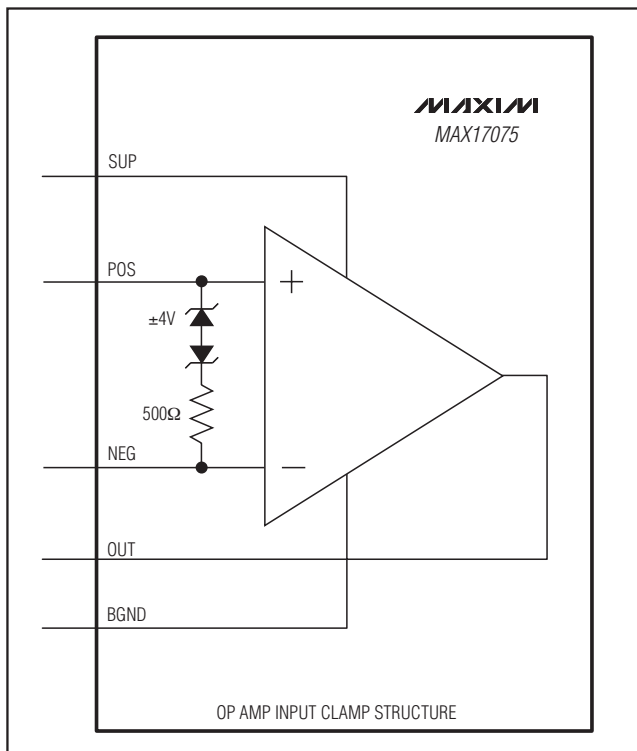 MAXIM
MAX17075
SUP
POS
+
±4V
500Ω
NEG
−
OUT
BGND
OP AMP INPUT CLAMP STRUCTURE